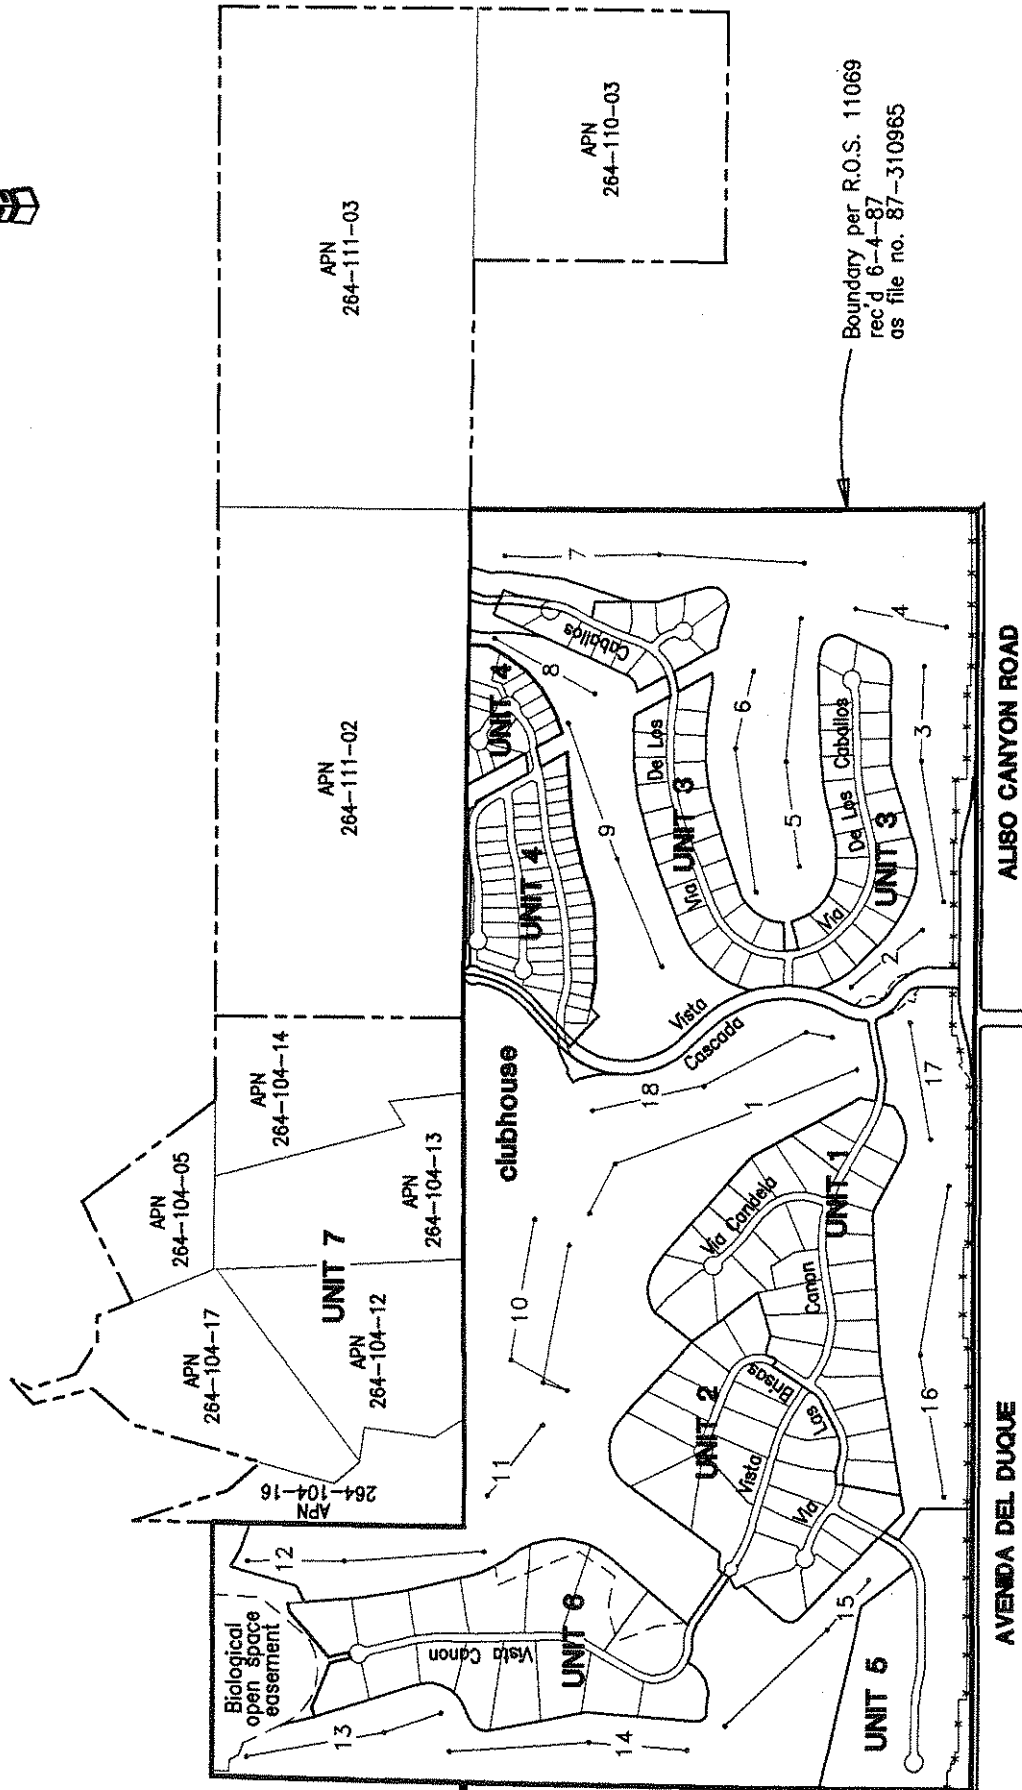 APN
264-110-03
APN
264-111-03
Boundary per R.O.S. 11069
rec'd 6-4-87
as file no. 87-310965
APN
264-111-02
APN
264-104-14
APN
264-104-05
APN
264-104-13
UNIT 7
APN
264-104-17
APN
264-104-12
APN
264-104-16
clubhouse
UNIT 4
UNIT 4
7
8
Caballos
4
6
De Los
UNIT 3
Via
9
5
3
De Los Caballos
Via
UNIT 3
2
Vista
Cascada
18
1
17
ALISO CANYON ROAD
Via Candela
UNIT 1
Canon
10
11
UNIT 2
Brisas
Las
Vista
Via
16
AVENIDA DEL DUQUE
12
Biological
open space
easement
UNIT 6
Vista Canon
13
14
15
UNIT 5